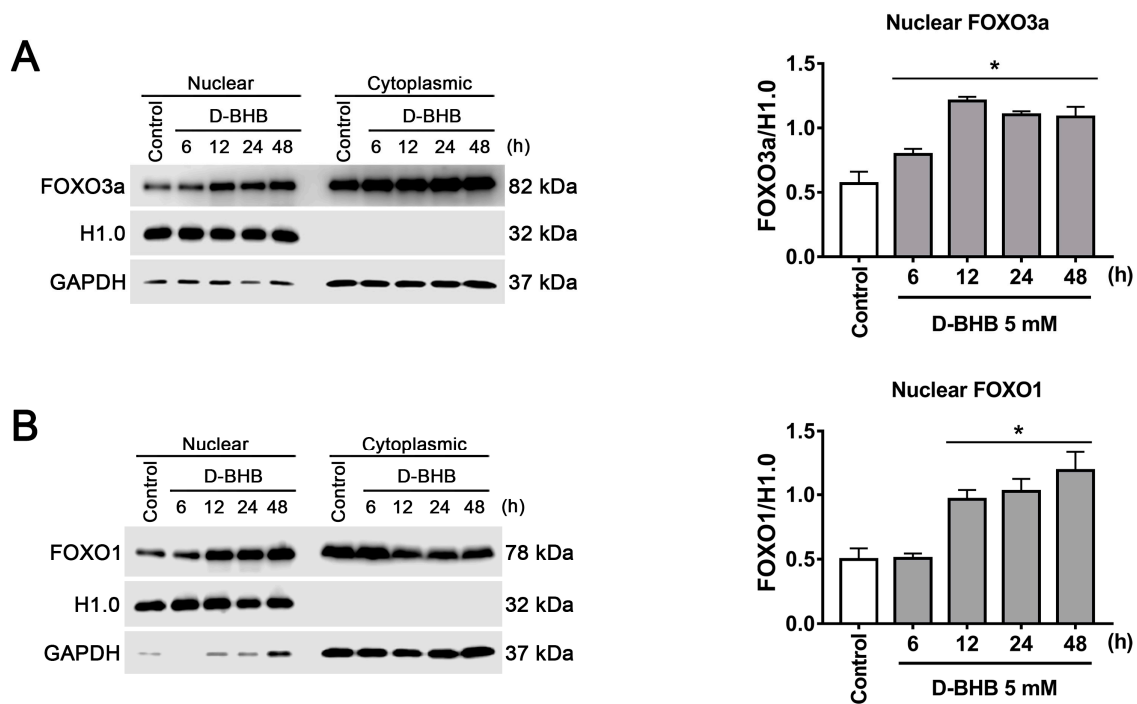 A
Nuclear Cytoplasmic
Control D-BHB Control D-BHB
6 12 24 48 6 12 24 48 (h)
FOXO3a 82 kDa
H1.0 32 kDa
GAPDH 37 kDa
Nuclear FOXO3a
FOXO3a/H1.0
1.5
*
1.0
0.5
0.0
Control 6 12 24 48 (h)
D-BHB 5 mM
B
Nuclear Cytoplasmic
Control D-BHB Control D-BHB
6 12 24 48 6 12 24 48 (h)
FOXO1 78 kDa
H1.0 32 kDa
GAPDH 37 kDa
Nuclear FOXO1
FOXO1/H1.0
1.5
*
1.0
0.5
0.0
Control 6 12 24 48 (h)
D-BHB 5 mM